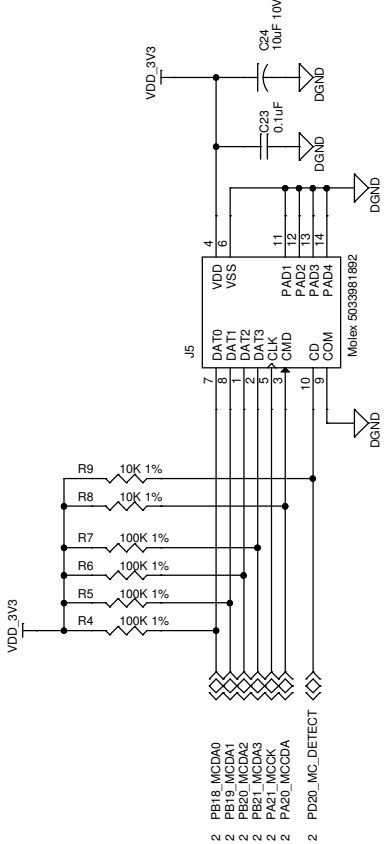 VDD_3V3
R9 10K 1%
R8 10K 1%
R7 100K 1%
R6 100K 1%
R5 100K 1%
R4 100K 1%
2 PB18_MCDA0
2 PB19_MCDA1
2 PB20_MCDA2
2 PB21_MCDA3
2 PA21_MCCK
2 PA20_MCCDA
2 PD20_MC_DETECT
J5
7 DAT0
8 DAT1
1 DAT2
2 DAT3
5 CLK
3 CMD
10 CD
9 COM
VDD 4
VSS 6
PAD1 11
PAD2 12
PAD3 13
PAD4 14
Molex 5033981892
DGND
DGND
VDD_3V3
C23
0.1uF
DGND
C24
10uF 10V
DGND